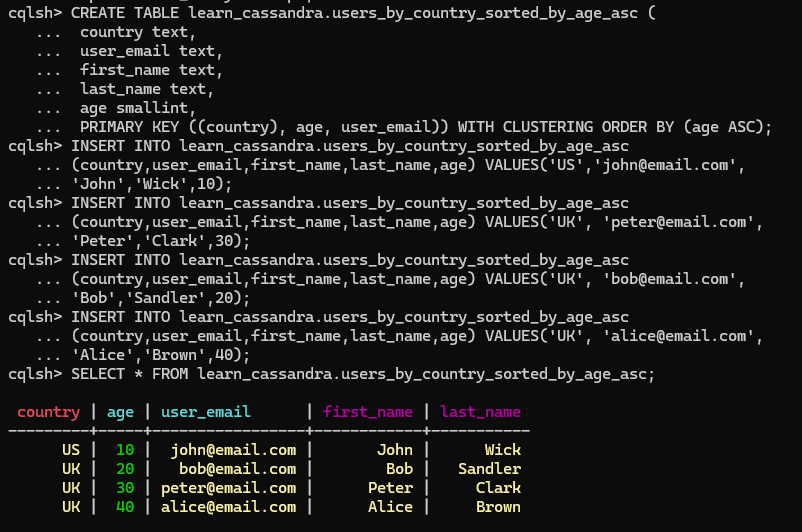 cqlsh> CREATE TABLE learn_cassandra.users_by_country_sorted_by_age_asc (
   ...  country text,
   ...  user_email text,
   ...  first_name text,
   ...  last_name text,
   ...  age smallint,
   ...  PRIMARY KEY ((country), age, user_email)) WITH CLUSTERING ORDER BY (age ASC);
cqlsh> INSERT INTO learn_cassandra.users_by_country_sorted_by_age_asc
   ... (country,user_email,first_name,last_name,age) VALUES('US','john@email.com',
   ... 'John','Wick',10);
cqlsh> INSERT INTO learn_cassandra.users_by_country_sorted_by_age_asc
   ... (country,user_email,first_name,last_name,age) VALUES('UK', 'peter@email.com',
   ... 'Peter','Clark',30);
cqlsh> INSERT INTO learn_cassandra.users_by_country_sorted_by_age_asc
   ... (country,user_email,first_name,last_name,age) VALUES('UK', 'bob@email.com',
   ... 'Bob','Sandler',20);
cqlsh> INSERT INTO learn_cassandra.users_by_country_sorted_by_age_asc
   ... (country,user_email,first_name,last_name,age) VALUES('UK', 'alice@email.com',
   ... 'Alice','Brown',40);
cqlsh> SELECT * FROM learn_cassandra.users_by_country_sorted_by_age_asc;
 country | age | user_email      | first_name | last_name
---------+-----+-----------------+------------+-----------
      US |  10 |  john@email.com |       John |      Wick
      UK |  20 |   bob@email.com |        Bob |   Sandler
      UK |  30 | peter@email.com |      Peter |     Clark
      UK |  40 | alice@email.com |      Alice |     Brown